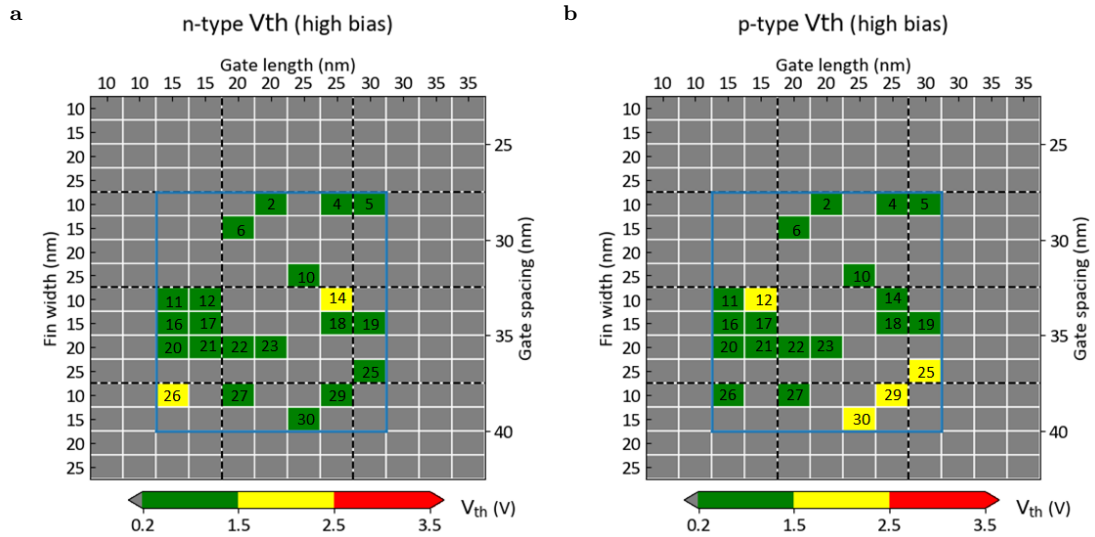 a
n-type Vth (high bias)
Gate length (nm)
10 10 15 15 20 20 25 25 30 30 35 35
Fin width (nm)
10
15
20
25
10
15
20
25
10
15
20
25
10
15
20
25
25
30
35
40
Gate spacing (nm)
2 4 5
6
10
11 12 14
16 17 18 19
20 21 22 23
25
26 27 29
30
0.2 1.5 2.5 3.5
Vth (V)
b
p-type Vth (high bias)
Gate length (nm)
10 10 15 15 20 20 25 25 30 30 35 35
Fin width (nm)
10
15
20
25
10
15
20
25
10
15
20
25
10
15
20
25
25
30
35
40
Gate spacing (nm)
2 4 5
6
10
11 12 14
16 17 18 19
20 21 22 23
25
26 27 29
30
0.2 1.5 2.5 3.5
Vth (V)